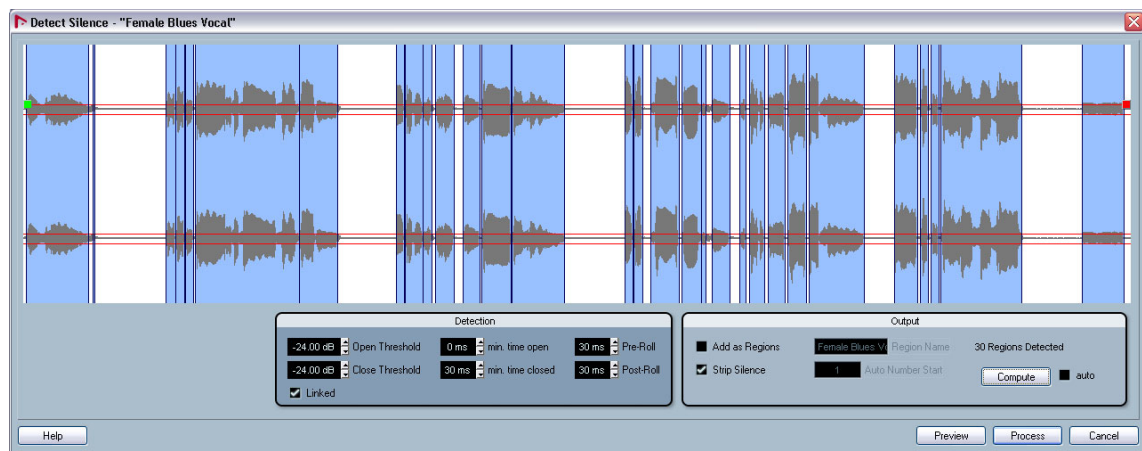 Detect Silence - "Female Blues Vocal"
Detection
-24.00 dB Open Threshold 0 ms min. time open 30 ms Pre-Roll
-24.00 dB Close Threshold 30 ms min. time closed 30 ms Post-Roll
Linked
Output
Add as Regions Female Blues Vo Region Name 30 Regions Detected
Strip Silence 1 Auto Number Start Compute auto
Help Preview Process Cancel